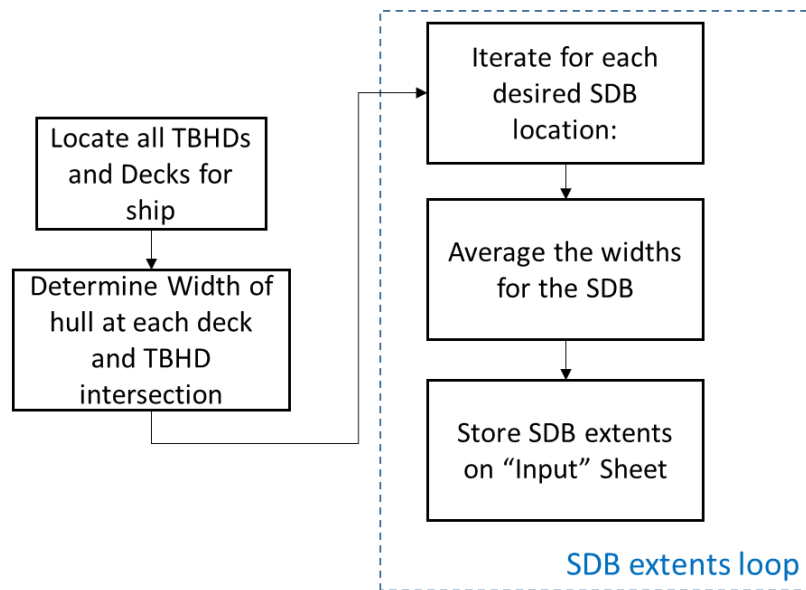 Locate all TBHDs
and Decks for
ship
Determine Width of
hull at each deck
and TBHD
intersection
Iterate for each
desired SDB
location:
Average the widths
for the SDB
Store SDB extents
on “Input” Sheet
SDB extents loop